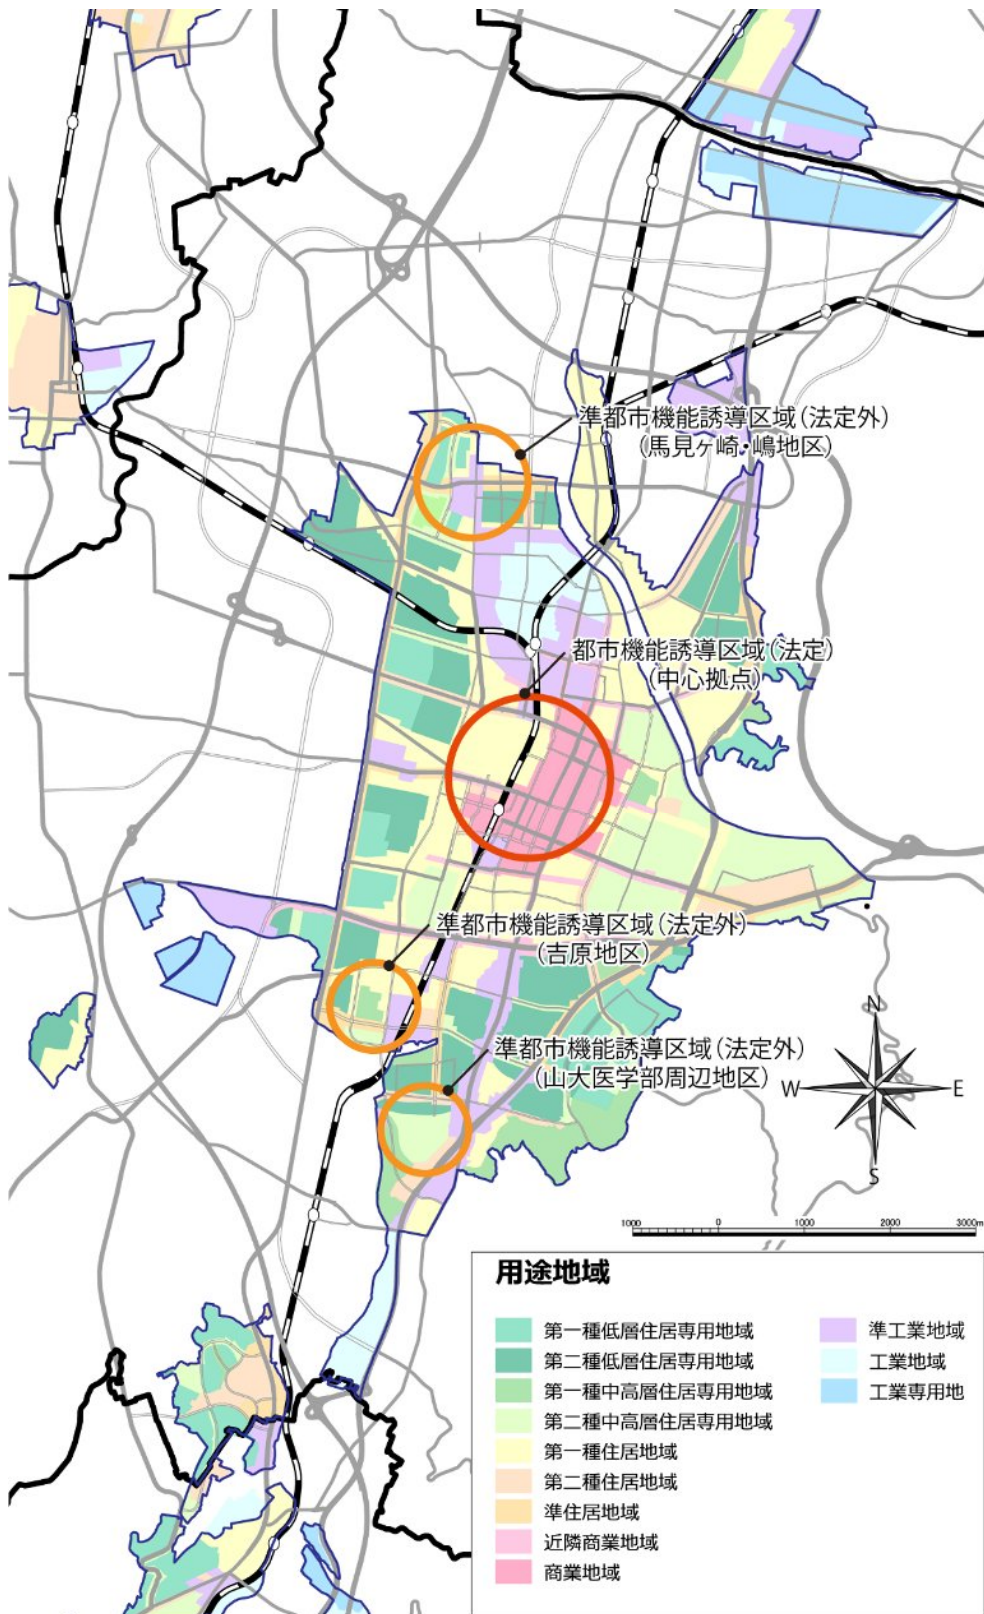 準都市機能誘導区域(法定外)
(馬見ヶ崎・嶋地区)
都市機能誘導区域(法定)
(中心拠点)
準都市機能誘導区域(法定外)
(吉原地区)
準都市機能誘導区域(法定外)
(山大医学部周辺地区)
N
W
E
S
1000 0 1000 2000 3000m
用途地域
第一種低層住居専用地域
第二種低層住居専用地域
第一種中高層住居専用地域
第二種中高層住居専用地域
第一種住居地域
第二種住居地域
準住居地域
近隣商業地域
商業地域
準工業地域
工業地域
工業専用地